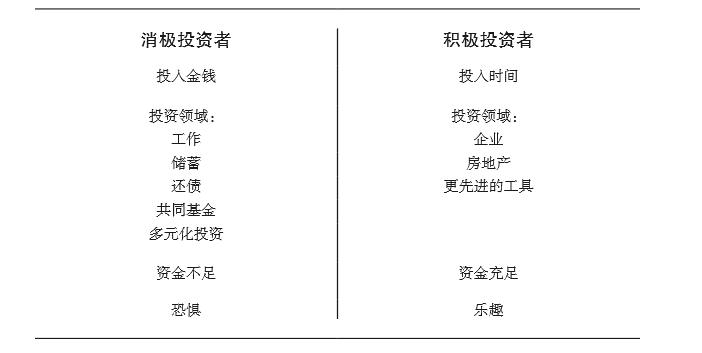 消极投资者
投入金钱
投资领域：
工作
储蓄
还债
共同基金
多元化投资
资金不足
恐惧
积极投资者
投入时间
投资领域：
企业
房地产
更先进的工具
资金充足
乐趣